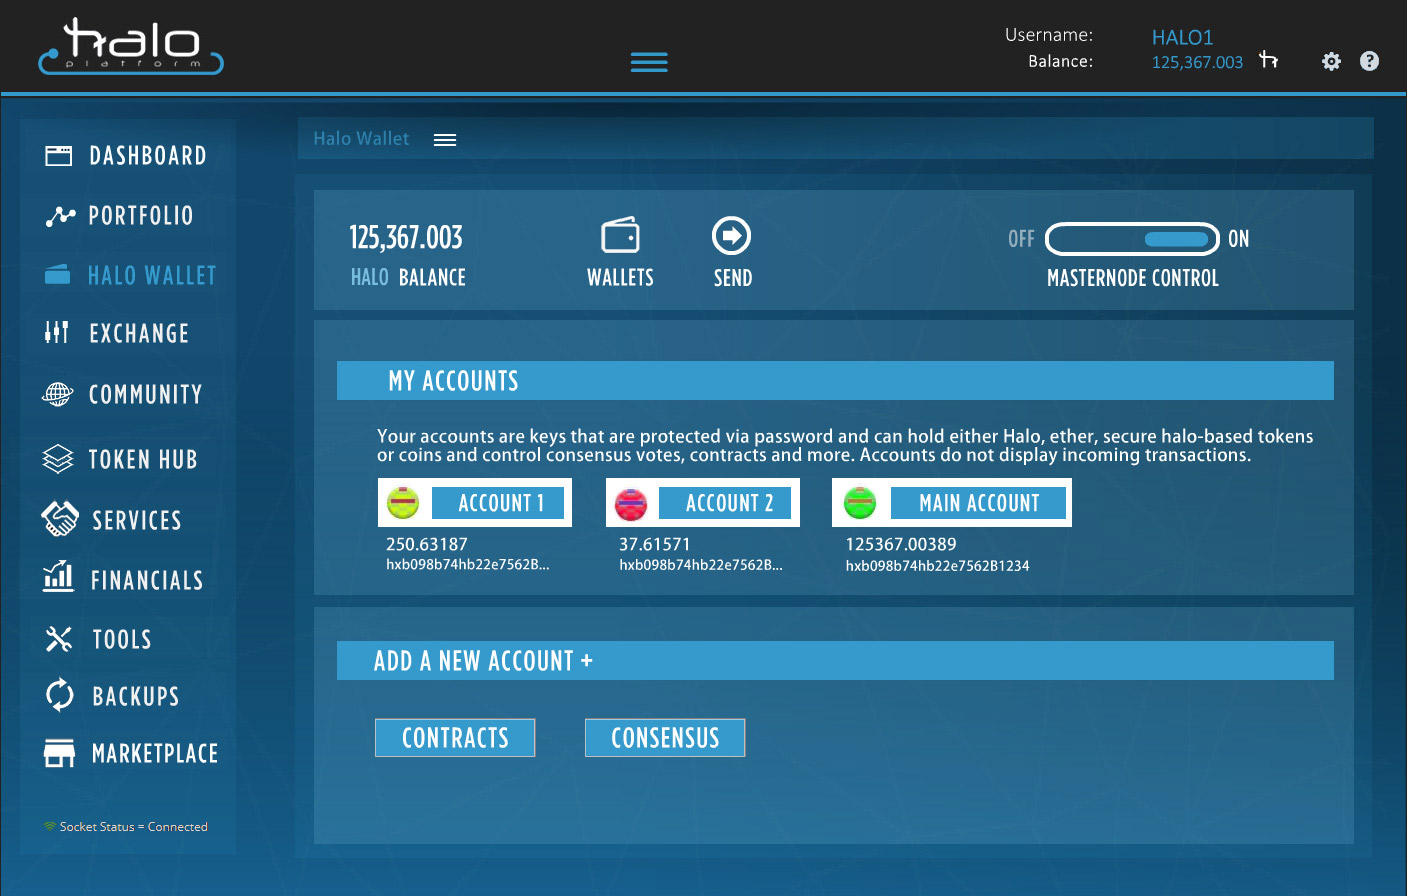 halo
platform
Username: HALO1
Balance: 125,367.003
DASHBOARD
PORTFOLIO
HALO WALLET
EXCHANGE
COMMUNITY
TOKEN HUB
SERVICES
FINANCIALS
TOOLS
BACKUPS
MARKETPLACE
Socket Status = Connected
Halo Wallet
125,367.003
HALO BALANCE
WALLETS
SEND
OFF ON
MASTERNODE CONTROL
MY ACCOUNTS
Your accounts are keys that are protected via password and can hold either Halo, ether, secure halo-based tokens
or coins and control consensus votes, contracts and more. Accounts do not display incoming transactions.
ACCOUNT 1
250.63187
hxb098b74hb22e7562B...
ACCOUNT 2
37.61571
hxb098b74hb22e7562B...
MAIN ACCOUNT
125367.00389
hxb098b74hb22e7562B1234
ADD A NEW ACCOUNT +
CONTRACTS
CONSENSUS